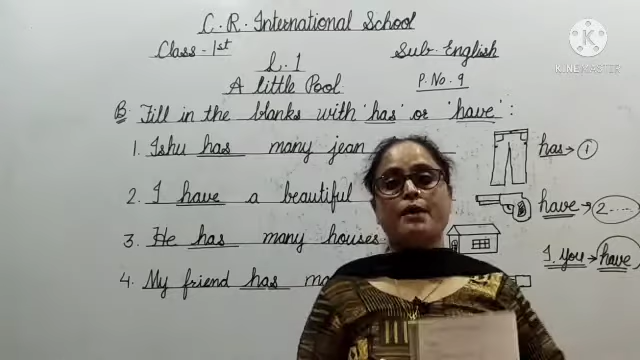 C.R. International School
Class - 1st Sub. English
L. 1
A little Pool P. No. 9
B. Fill in the blanks with 'has' or 'have' :
1. Ishu has many jean has → 1
2. I have a beautiful have → 2 ----
3. He has many houses. I, you → have
4. My friend has
KINEMASTER